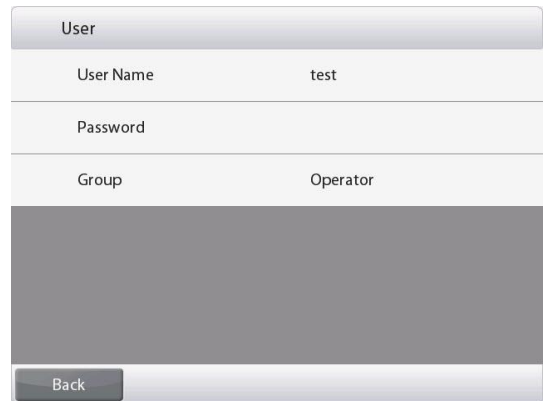 User
User Name test
Password
Group Operator
Back